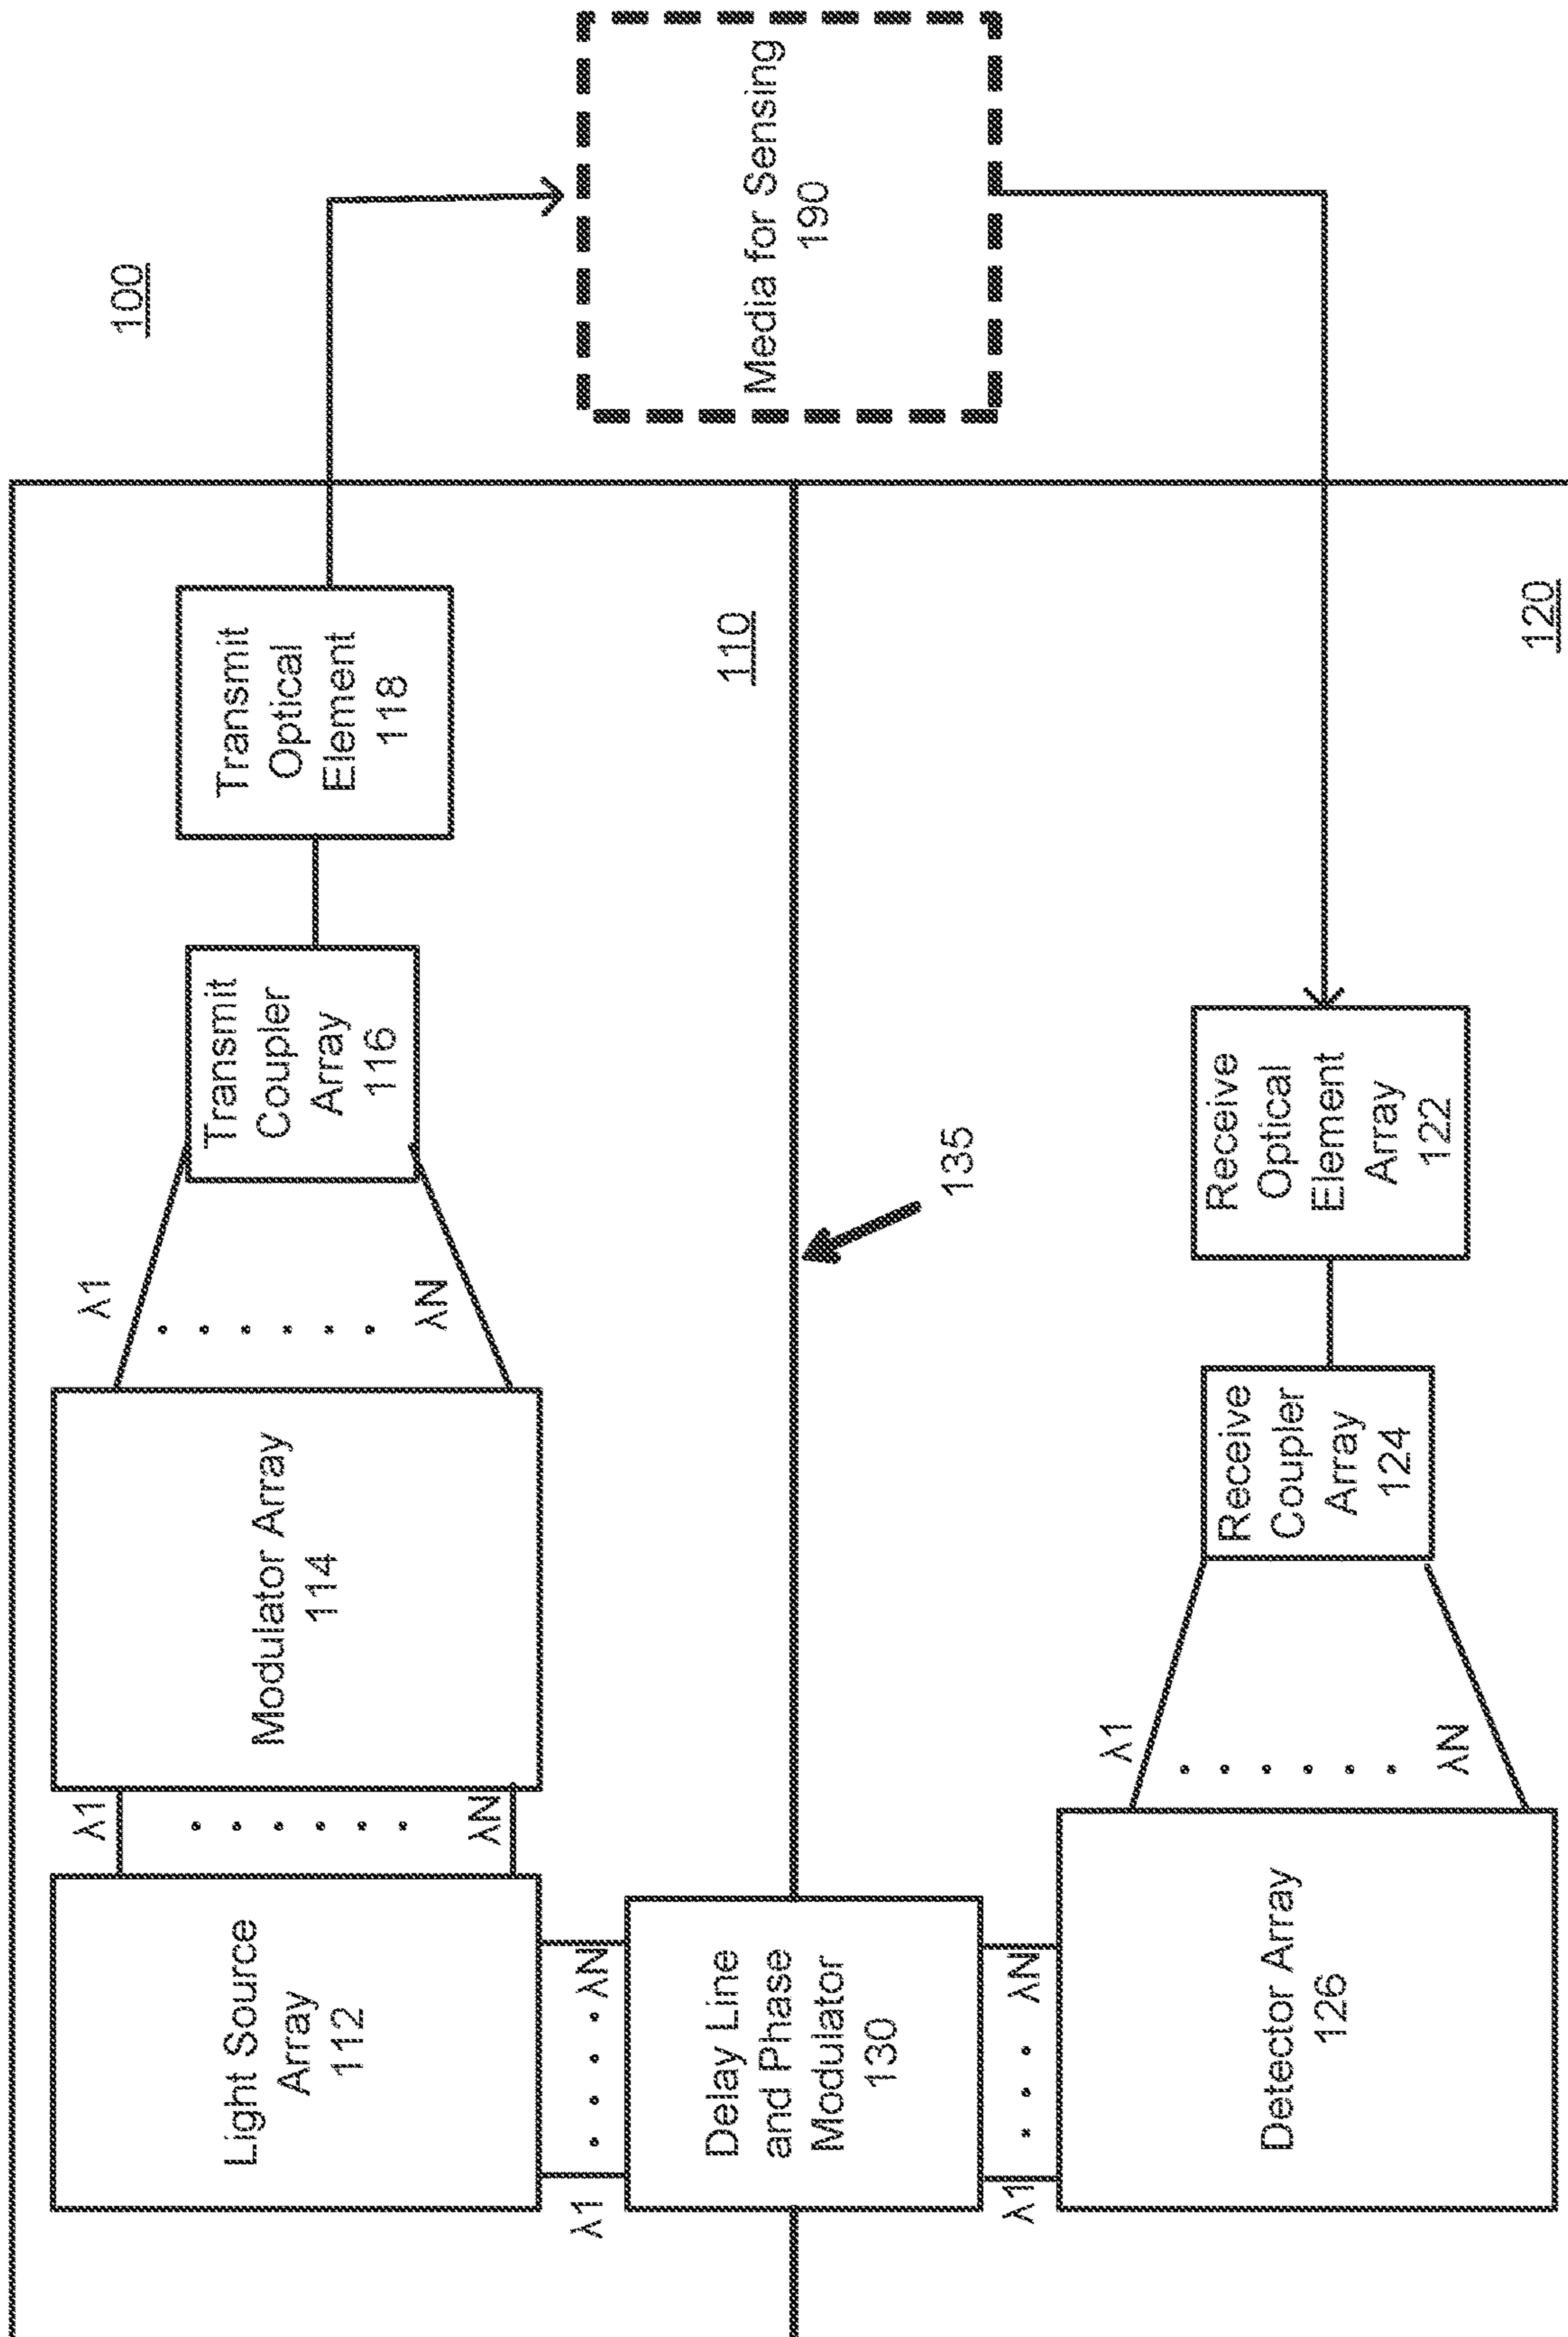 100
λ1
λ1
Light Source
Array
112
Modulator Array
114
Transmit
Coupler
Array
116
Transmit
Optical
Element
118
λN
λN
λ1
λN
110
Media for Sensing
190
Delay Line
and Phase
Modulator
130
135
λ1
λN
λ1
Receive
Coupler
Array
124
Receive
Optical
Element
Array
122
Detector Array
126
λN
120